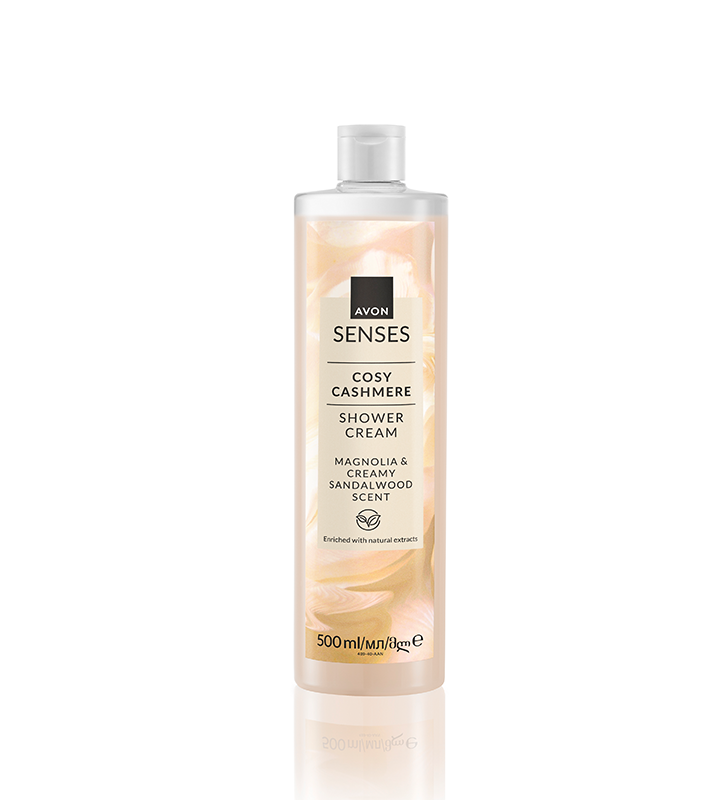 AVON
SENSES
COSY
CASHMERE
SHOWER
CREAM
MAGNOLIA &
CREAMY
SANDALWOOD
SCENT
Enriched with natural extracts
500 ml/мл/მლ ℮